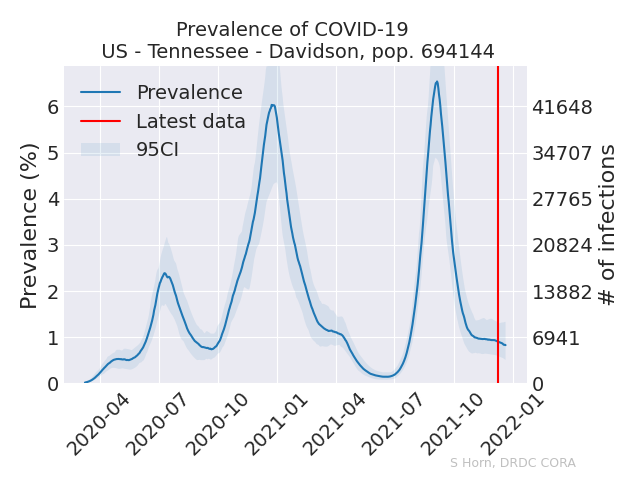 Prevalence of COVID-19
US - Tennessee - Davidson, pop. 694144
Prevalence
Latest data
95CI
Prevalence (%)
6
5
4
3
2
1
0
41648
34707
27765
20824
13882
6941
0
# of infections
2020-04
2020-07
2020-10
2021-01
2021-04
2021-07
2021-10
2022-01
S Horn, DRDC CORA